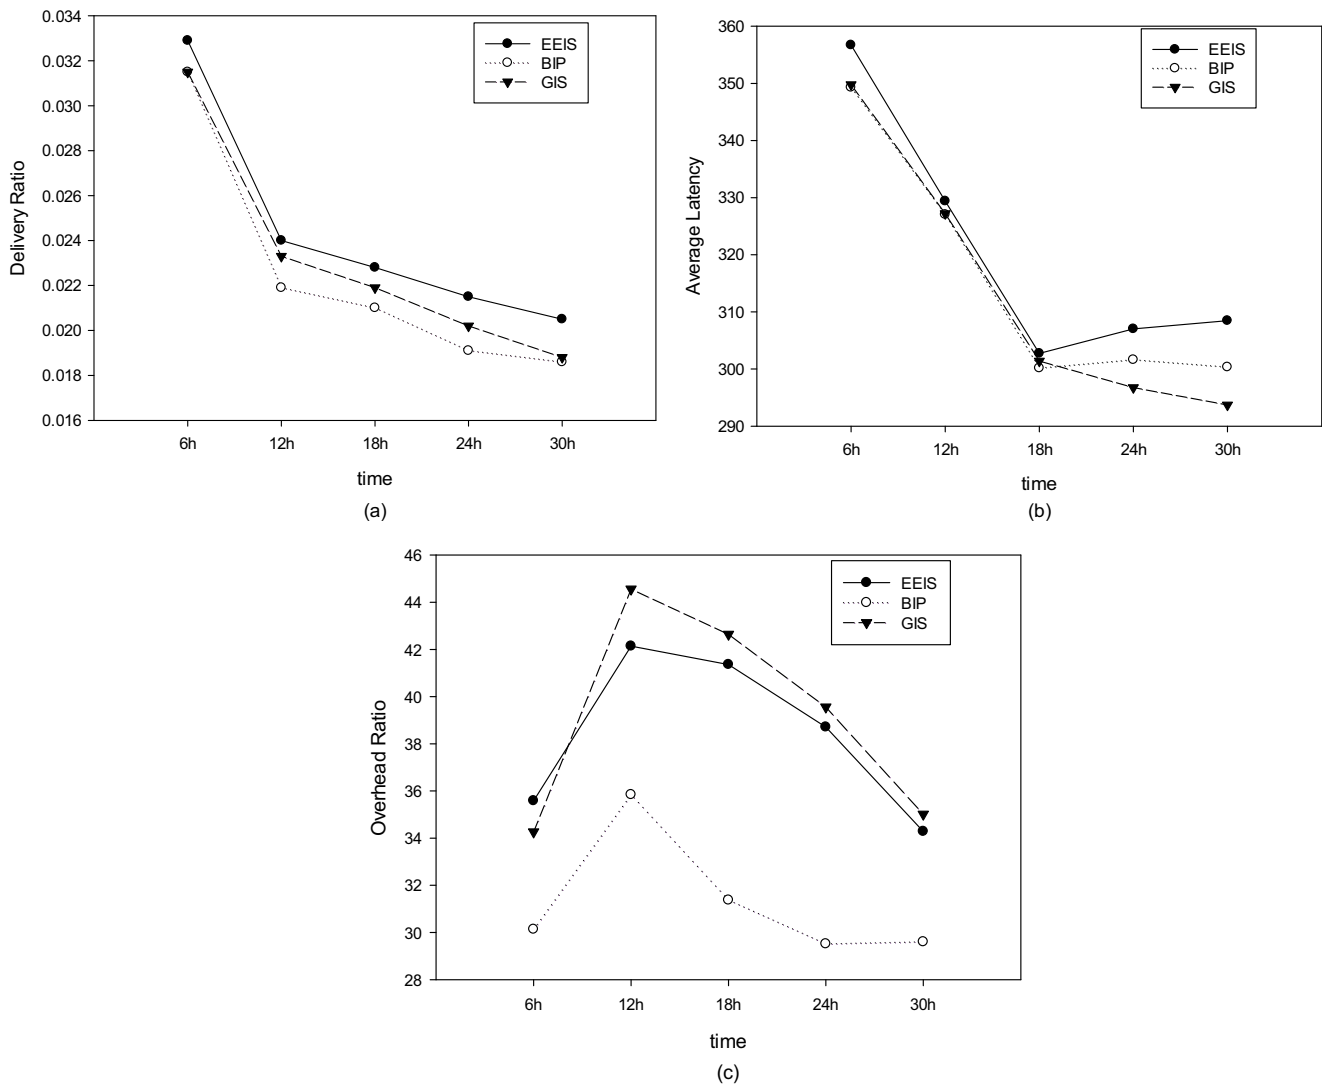 0.034
0.032
0.030
0.028
0.026
0.024
0.022
0.020
0.018
0.016
Delivery Ratio
EEIS
BIP
GIS
6h 12h 18h 24h 30h
time
(a)
360
350
340
330
320
310
300
290
Average Latency
EEIS
BIP
GIS
6h 12h 18h 24h 30h
time
(b)
46
44
42
40
38
36
34
32
30
28
Overhead Ratio
EEIS
BIP
GIS
6h 12h 18h 24h 30h
time
(c)